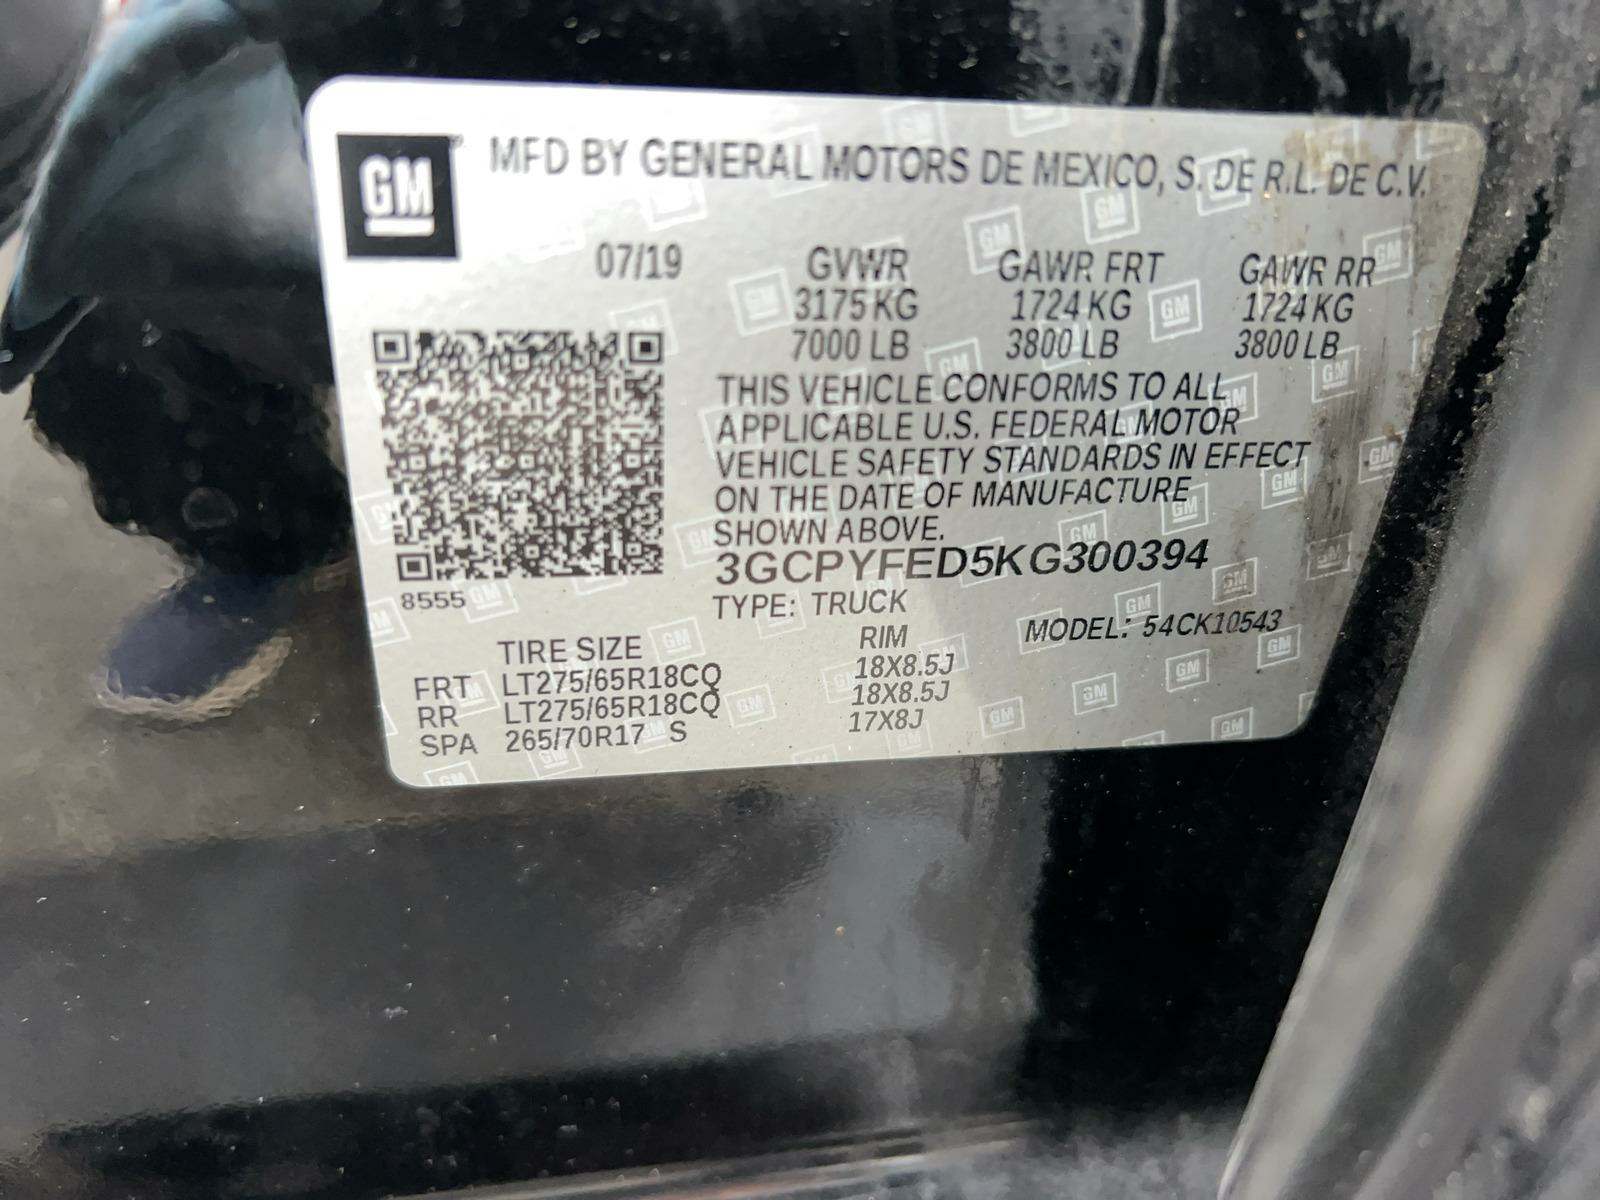 GM
MFD BY GENERAL MOTORS DE MEXICO, S. DE R.L. DE C.V.
07/19 GVWR GAWR FRT GAWR RR
3175 KG 1724 KG 1724 KG
7000 LB 3800 LB 3800 LB
THIS VEHICLE CONFORMS TO ALL
APPLICABLE U.S. FEDERAL MOTOR
VEHICLE SAFETY STANDARDS IN EFFECT
ON THE DATE OF MANUFACTURE
SHOWN ABOVE.
3GCPYFED5KG300394
8555
TYPE: TRUCK MODEL: 54CK10543
TIRE SIZE RIM
FRT LT275/65R18CQ 18X8.5J
RR LT275/65R18CQ 18X8.5J
SPA 265/70R17 S 17X8J